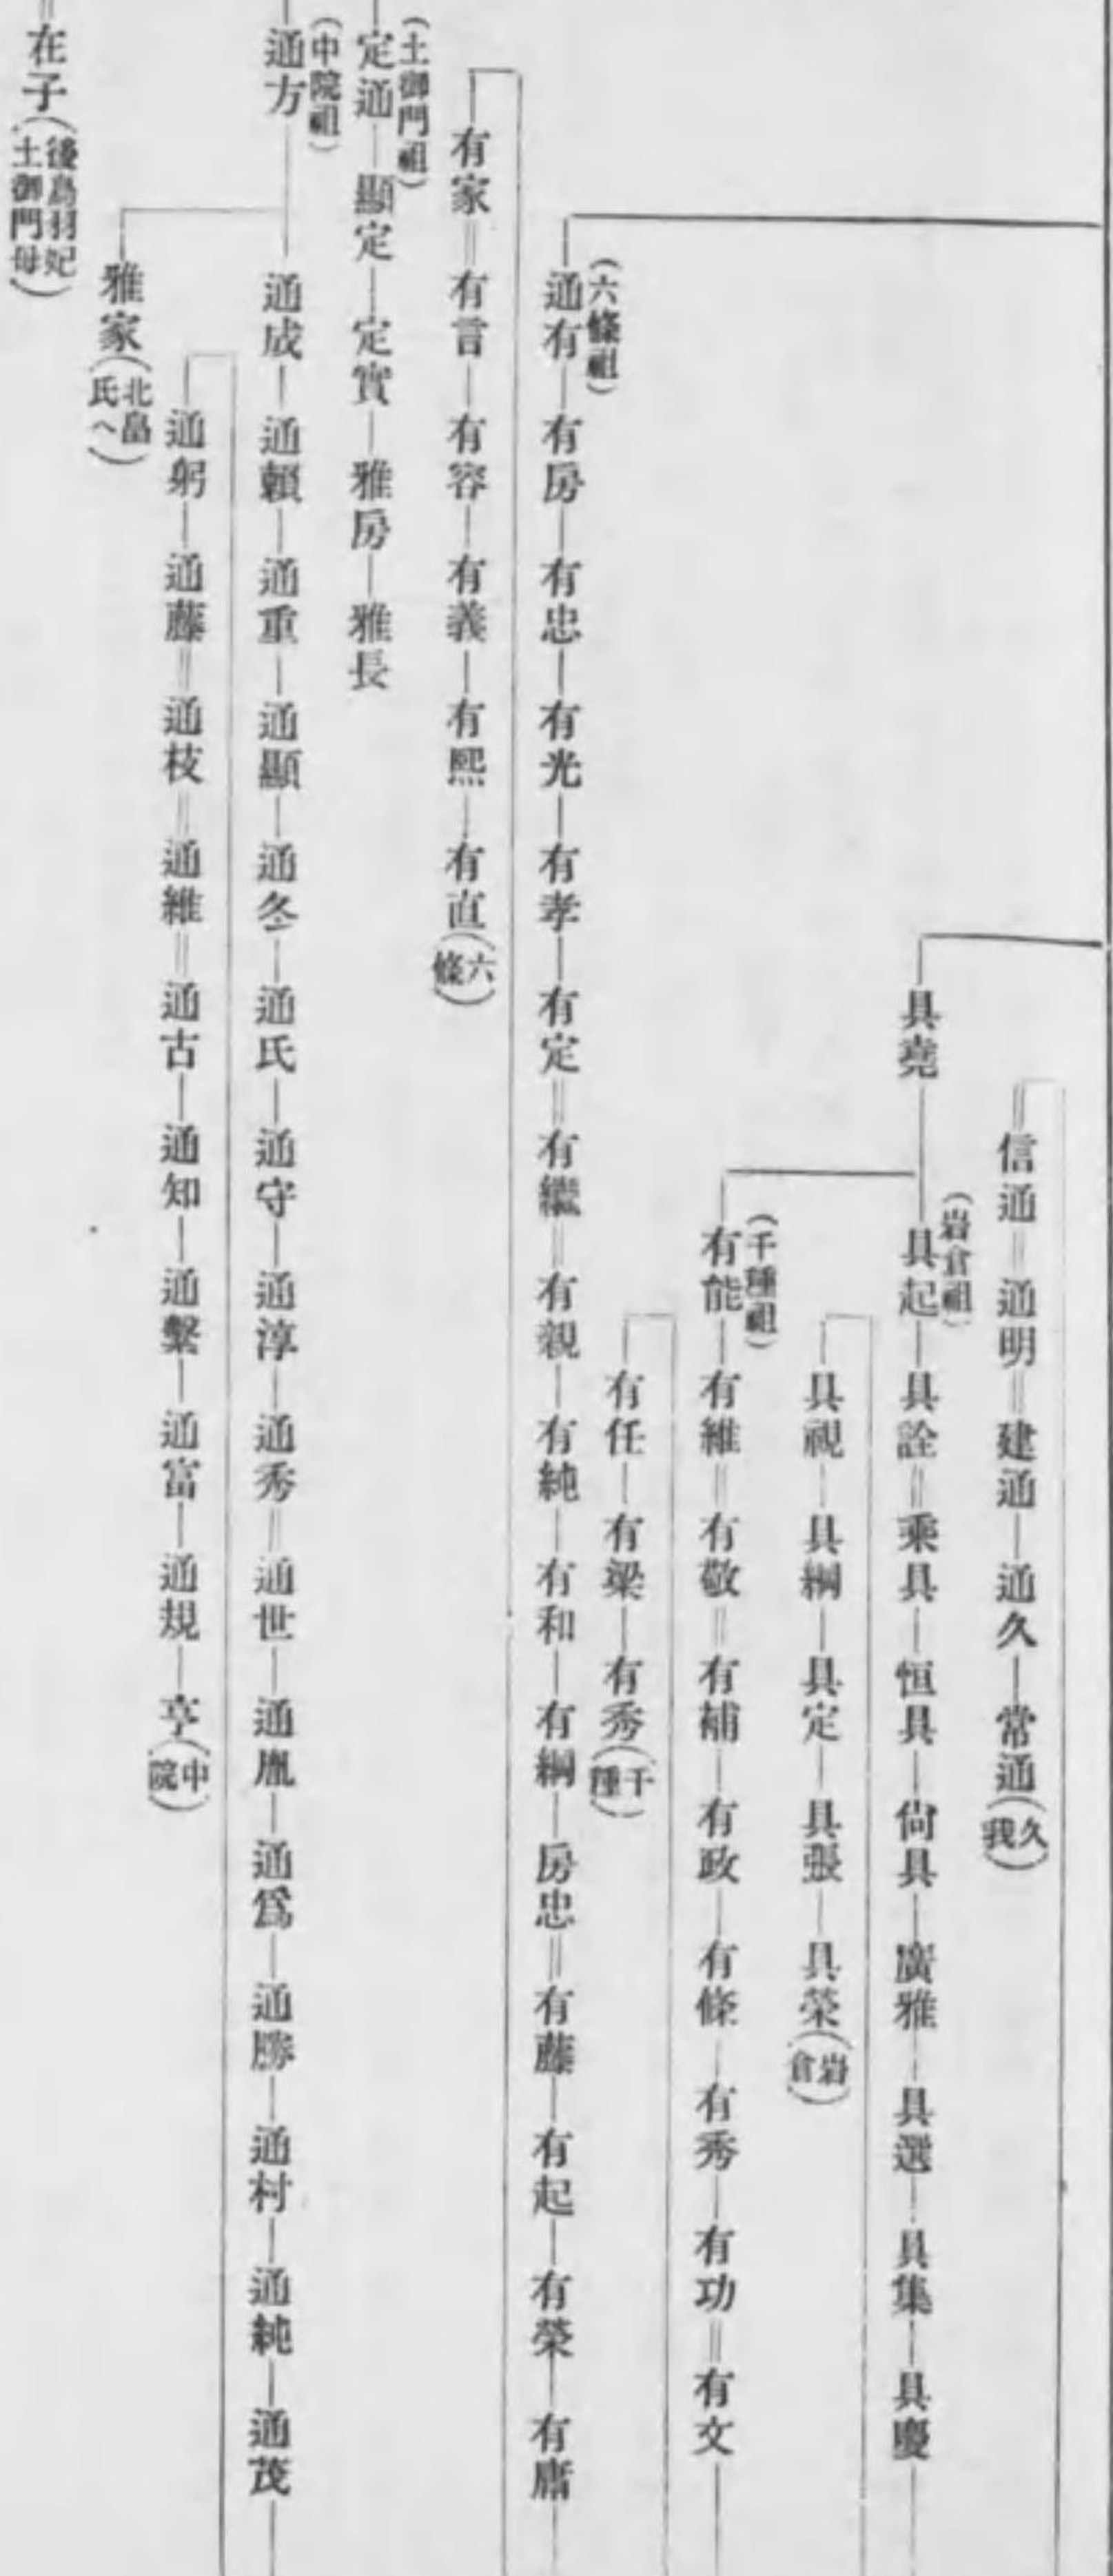 信通＝通明＝建通―通久―常通（久我）
具堯―具起（岩倉祖）―具詮＝乘具―恒具―尙具―廣雅―具選―具集―具慶―
具視―具綱―具定―具張―具榮（岩倉）
有能（千種祖）―有維＝有敬＝有補―有政―有條―有秀―有功＝有文―
有任―有梁―有秀（千種）
通有（六條祖）―有房―有忠―有光―有孝―有定＝有繼＝有親―有純―有和―有綱―房忠＝有藤―有起―有榮―有庸―
有家＝有言―有容―有義―有熙―有直（六條）
定通（土御門祖）―顯定―定實―雅房―雅長
通方（中院祖）―通成―通賴―通重―通顯―通冬―通氏―通守―通淳―通秀＝通世―通胤―通爲―通勝―通村―通純―通茂―
通躬―通藤＝通枝＝通維＝通古―通知―通繫―通富―通規―亨（中院）
雅家（北畠氏へ）
＝在子（後鳥羽妃土御門母）